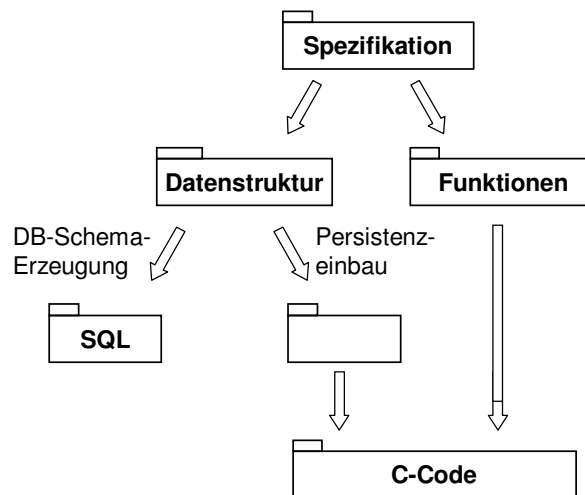 Spezifikation
Datenstruktur
Funktionen
DB-Schema-
Erzeugung
Persistenz-
einbau
SQL
C-Code